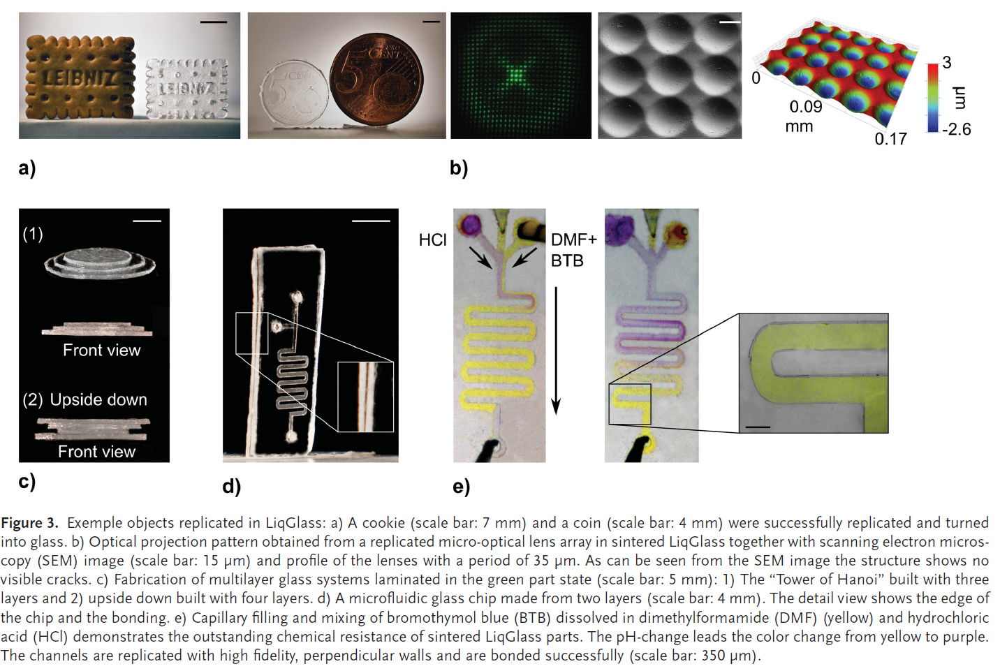 LEIBNIZ
LEIBNIZ
5 CENT
5 EURO CENT
0
0.09
mm
0.17
3
μm
-2.6
a)
b)
(1)
Front view
(2) Upside down
Front view
HCl
DMF+
BTB
c)
d)
e)
Figure 3. Exemple objects replicated in LiqGlass: a) A cookie (scale bar: 7 mm) and a coin (scale bar: 4 mm) were successfully replicated and turned
into glass. b) Optical projection pattern obtained from a replicated micro-optical lens array in sintered LiqGlass together with scanning electron micros-
copy (SEM) image (scale bar: 15 μm) and profile of the lenses with a period of 35 μm. As can be seen from the SEM image the structure shows no
visible cracks. c) Fabrication of multilayer glass systems laminated in the green part state (scale bar: 5 mm): 1) The “Tower of Hanoi” built with three
layers and 2) upside down built with four layers. d) A microfluidic glass chip made from two layers (scale bar: 4 mm). The detail view shows the edge of
the chip and the bonding. e) Capillary filling and mixing of bromothymol blue (BTB) dissolved in dimethylformamide (DMF) (yellow) and hydrochloric
acid (HCl) demonstrates the outstanding chemical resistance of sintered LiqGlass parts. The pH-change leads the color change from yellow to purple.
The channels are replicated with high fidelity, perpendicular walls and are bonded successfully (scale bar: 350 μm).